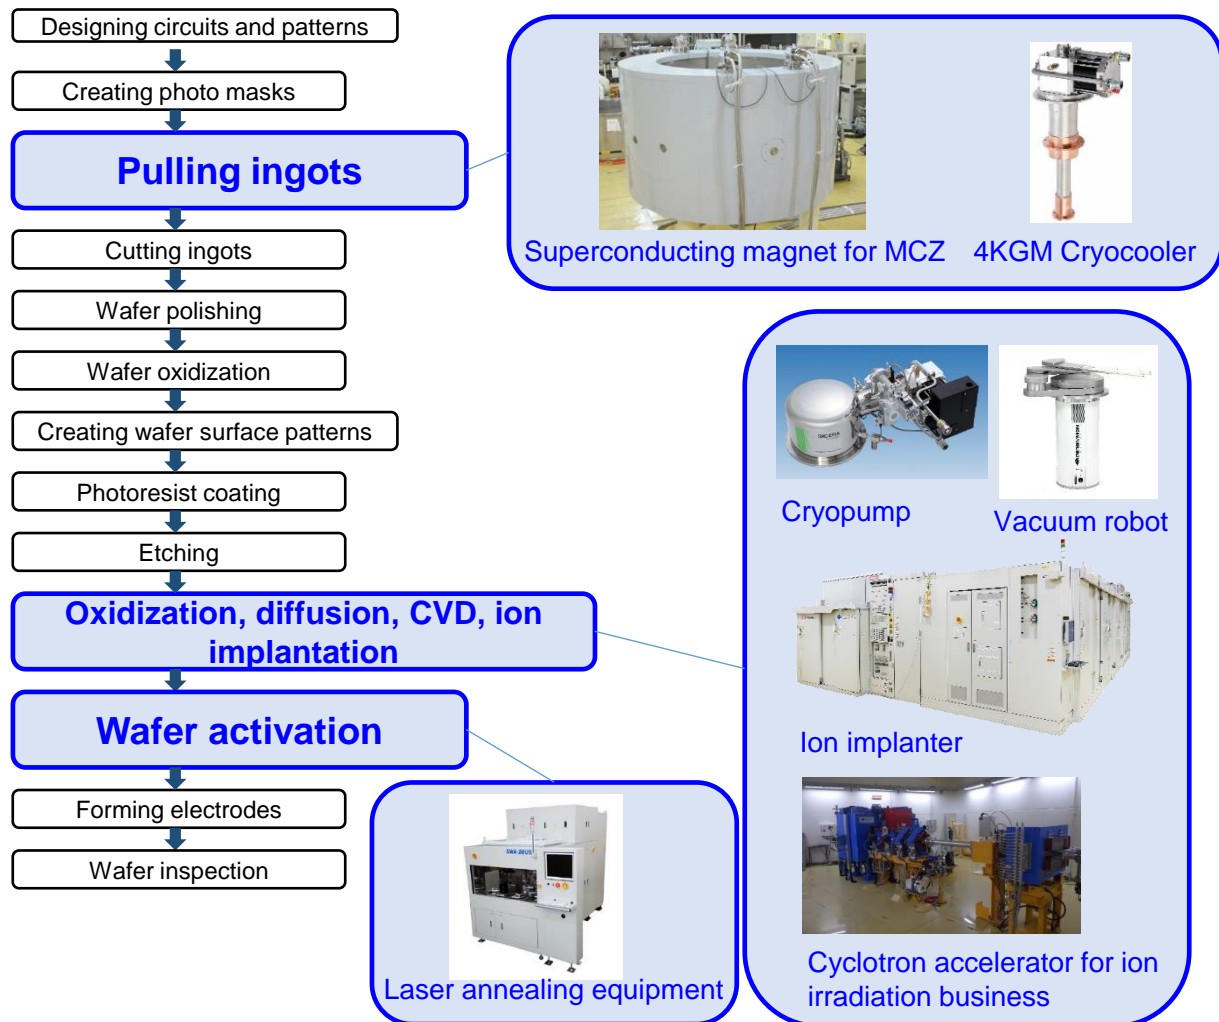 Designing circuits and patterns
Creating photo masks
Pulling ingots
Cutting ingots
Wafer polishing
Wafer oxidization
Creating wafer surface patterns
Photoresist coating
Etching
Oxidization, diffusion, CVD, ion
implantation
Wafer activation
Forming electrodes
Wafer inspection
Superconducting magnet for MCZ
4KGM Cryocooler
Cryopump
Vacuum robot
Ion implanter
Cyclotron accelerator for ion
irradiation business
Laser annealing equipment